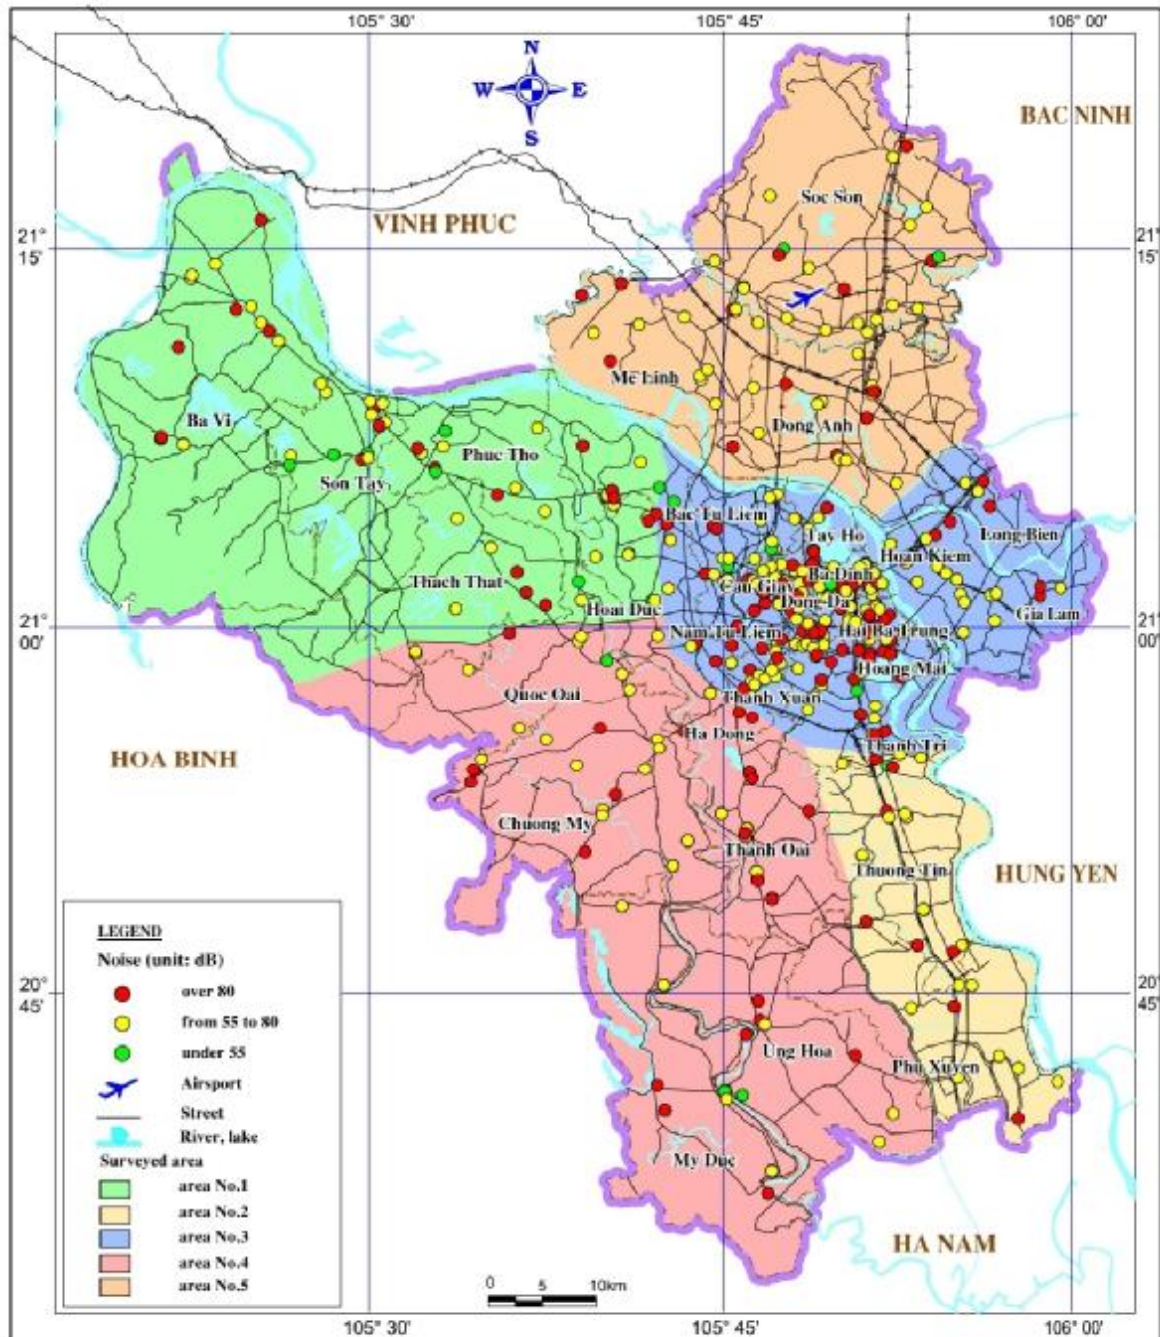 105° 30'
105° 45'
106° 00'
N
W E
S
BAC NINH
Soc Son
VINH PHUC
21°
15'
21°
15'
Me Linh
Ba Vi
Dong Anh
Phuc Tho
Son Tay
Bac Tu Liem
Tay Ho
Long Bien
Hoan Kiem
Ba Dinh
Thach That
Cau Giay
Dong Da
Hoai Duc
Gia Lam
21°
00'
Nam Tu Liem
Hai Ba Trung
21°
00'
Hoang Mai
Quoc Oai
Thanh Xuan
Ha Dong
Thanh Tri
HOA BINH
Chuong My
Thanh Oai
Thuong Tin
HUNG YEN
LEGEND
Noise (unit: dB)
over 80
from 55 to 80
under 55
Airsport
Street
River, lake
Surveyed area
area No.1
area No.2
area No.3
area No.4
area No.5
20°
45'
20°
45'
Ung Hoa
Phu Xuyen
My Duc
HA NAM
0 5 10km
105° 30'
105° 45'
106° 00'